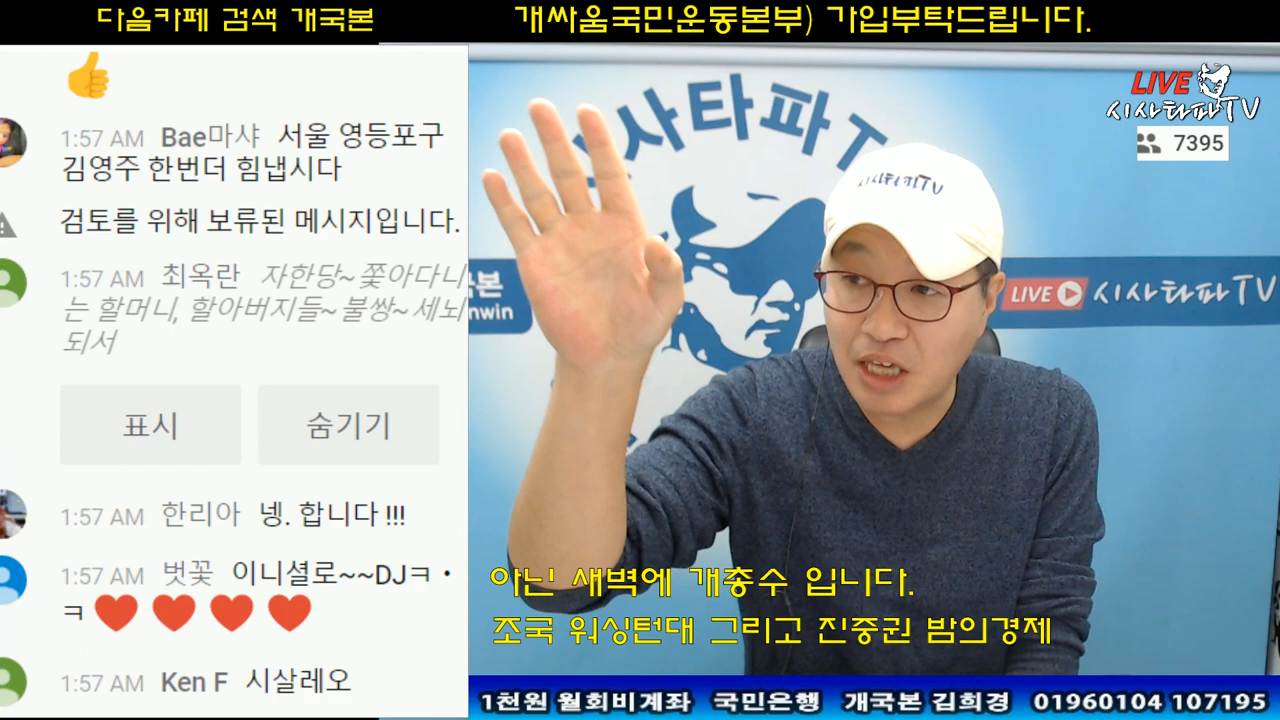 다음카페 검색 개국본
개싸움국민운동본부) 가입부탁드립니다.
1:57 AM Bae마샤 서울 영등포구
김영주 한번더 힘냅시다
검토를 위해 보류된 메시지입니다.
1:57 AM 최옥란 자한당~ 쫓아다니
는 할머니, 할아버지들~ 불쌍~ 세뇌
되서
표시
숨기기
1:57 AM 한리아 넹. 합니다 !!!
1:57 AM 벗꽃 이니셜로~~DJㅋ •
ㅋ
1:57 AM Ken F 시살레오
LIVE
시사타파TV
7395
사타파T
시사타파TV
국본
nwin
LIVE 시사타파TV
아닌 새벽에 개총수 입니다.
조국 워싱턴대 그리고 진중권 밤의경제
1천원 월회비계좌 국민은행 개국본 김희경 01960104 107195